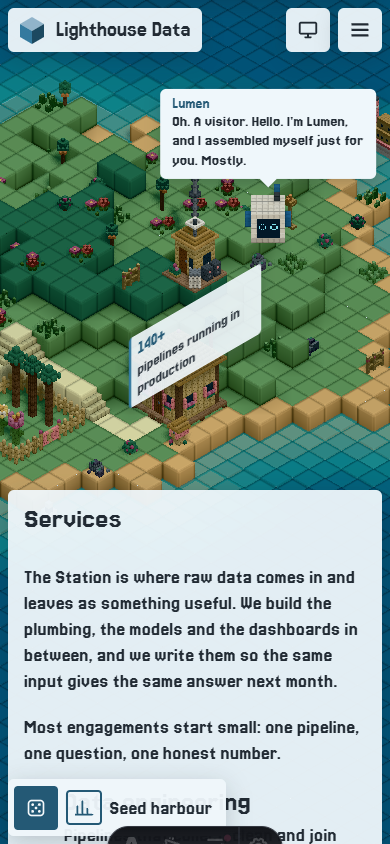 Lighthouse Data
Lumen
Oh. A visitor. Hello. I'm Lumen,
and I assembled myself just for
you. Mostly.
140+
pipelines running in
production
Services
The Station is where raw data comes in and
leaves as something useful. We build the
plumbing, the models and the dashboards in
between, and we write them so the same
input gives the same answer next month.
Most engagements start small: one pipeline,
one question, one honest number.
Seed harbour
and join